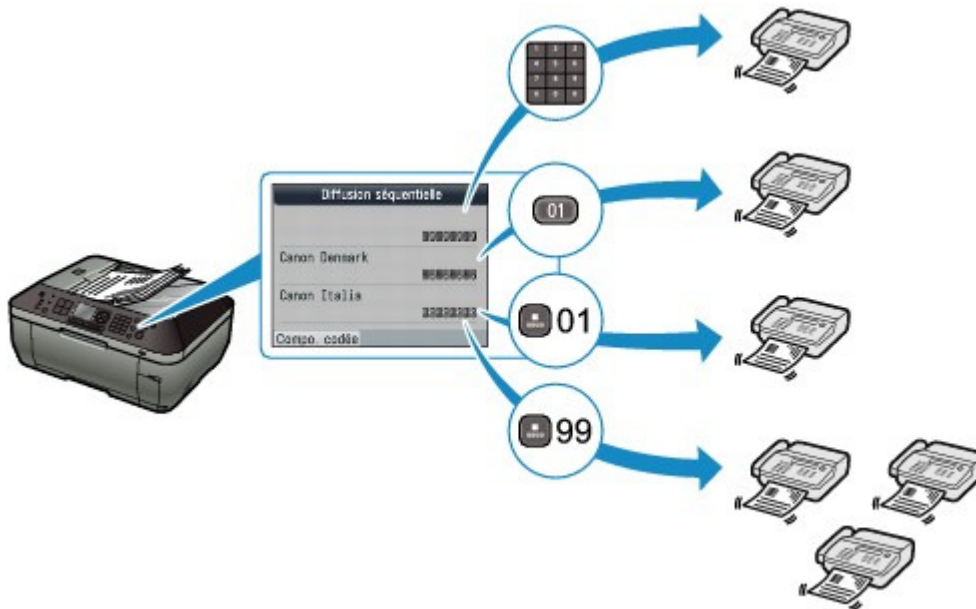 Diffusion séquentielle
Canon Denmark
Canon Italia
Compo. codée
01
01
99